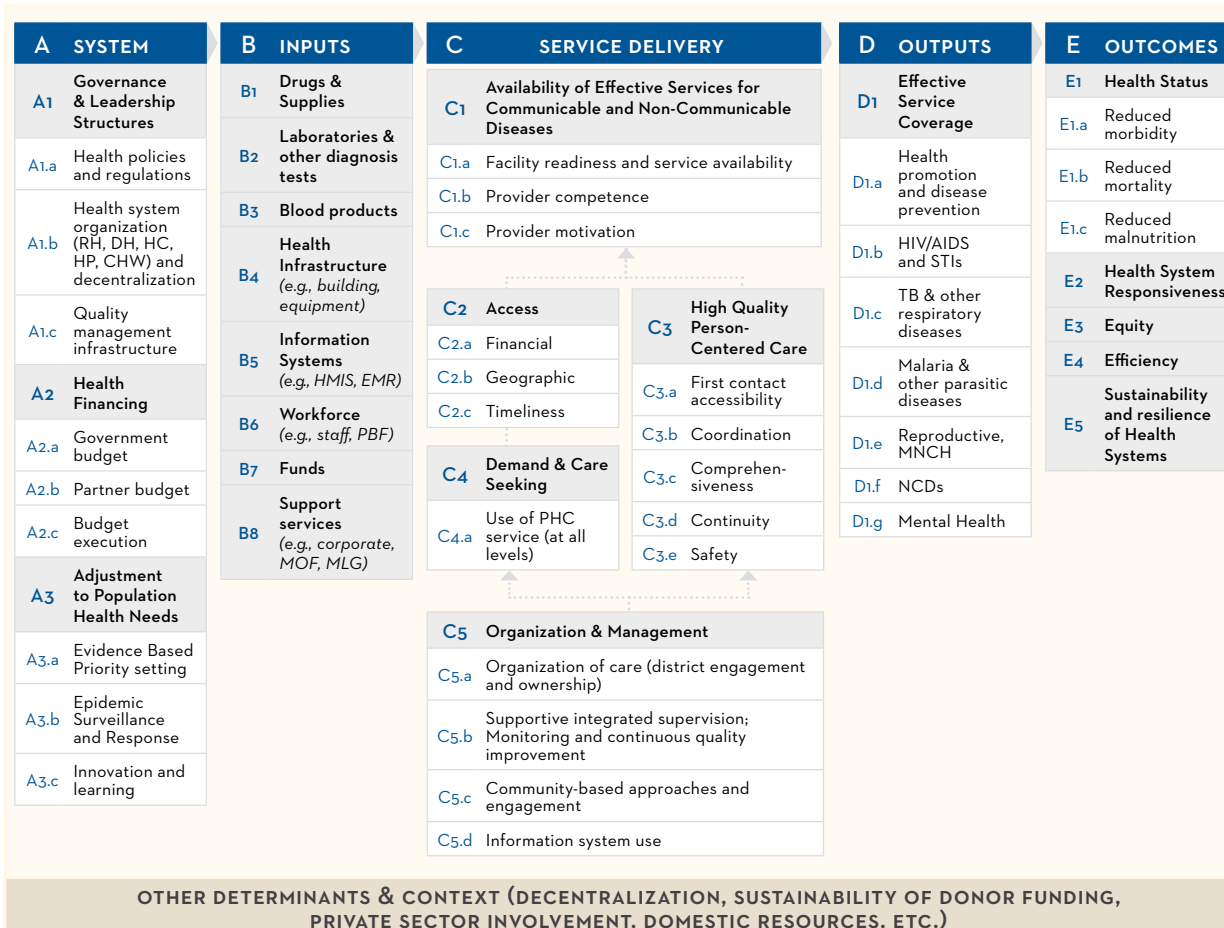 A SYSTEM
A1 Governance
& Leadership
Structures
A1.a Health policies
and regulations
A1.b Health system
organization
(RH, DH, HC,
HP, CHW) and
decentralization
A1.c Quality
management
infrastructure
A2 Health
Financing
A2.a Government
budget
A2.b Partner budget
A2.c Budget
execution
A3 Adjustment
to Population
Health Needs
A3.a Evidence Based
Priority setting
A3.b Epidemic
Surveillance
and Response
A3.c Innovation and
learning
B INPUTS
B1 Drugs &
Supplies
B2 Laboratories &
other diagnosis
tests
B3 Blood products
B4 Health
Infrastructure
(e.g., building,
equipment)
B5 Information
Systems
(e.g., HMIS, EMR)
B6 Workforce
(e.g., staff, PBF)
B7 Funds
B8 Support
services
(e.g., corporate,
MOF, MLG)
C SERVICE DELIVERY
C1 Availability of Effective Services for
Communicable and Non-Communicable
Diseases
C1.a Facility readiness and service availability
C1.b Provider competence
C1.c Provider motivation
C2 Access
C2.a Financial
C2.b Geographic
C2.c Timeliness
C4 Demand & Care
Seeking
C4.a Use of PHC
service (at all
levels)
C3 High Quality
Person-
Centered Care
C3.a First contact
accessibility
C3.b Coordination
C3.c Comprehen-
siveness
C3.d Continuity
C3.e Safety
C5 Organization & Management
C5.a Organization of care (district engagement
and ownership)
C5.b Supportive integrated supervision;
Monitoring and continuous quality
improvement
C5.c Community-based approaches and
engagement
C5.d Information system use
D OUTPUTS
D1 Effective
Service
Coverage
D1.a Health
promotion
and disease
prevention
D1.b HIV/AIDS
and STIs
D1.c TB & other
respiratory
diseases
D1.d Malaria &
other parasitic
diseases
D1.e Reproductive,
MNCH
D1.f NCDs
D1.g Mental Health
E OUTCOMES
E1 Health Status
E1.a Reduced
morbidity
E1.b Reduced
mortality
E1.c Reduced
malnutrition
E2 Health System
Responsiveness
E3 Equity
E4 Efficiency
E5 Sustainability
and resilience
of Health
Systems
OTHER DETERMINANTS & CONTEXT (DECENTRALIZATION, SUSTAINABILITY OF DONOR FUNDING,
PRIVATE SECTOR INVOLVEMENT, DOMESTIC RESOURCES, ETC.)